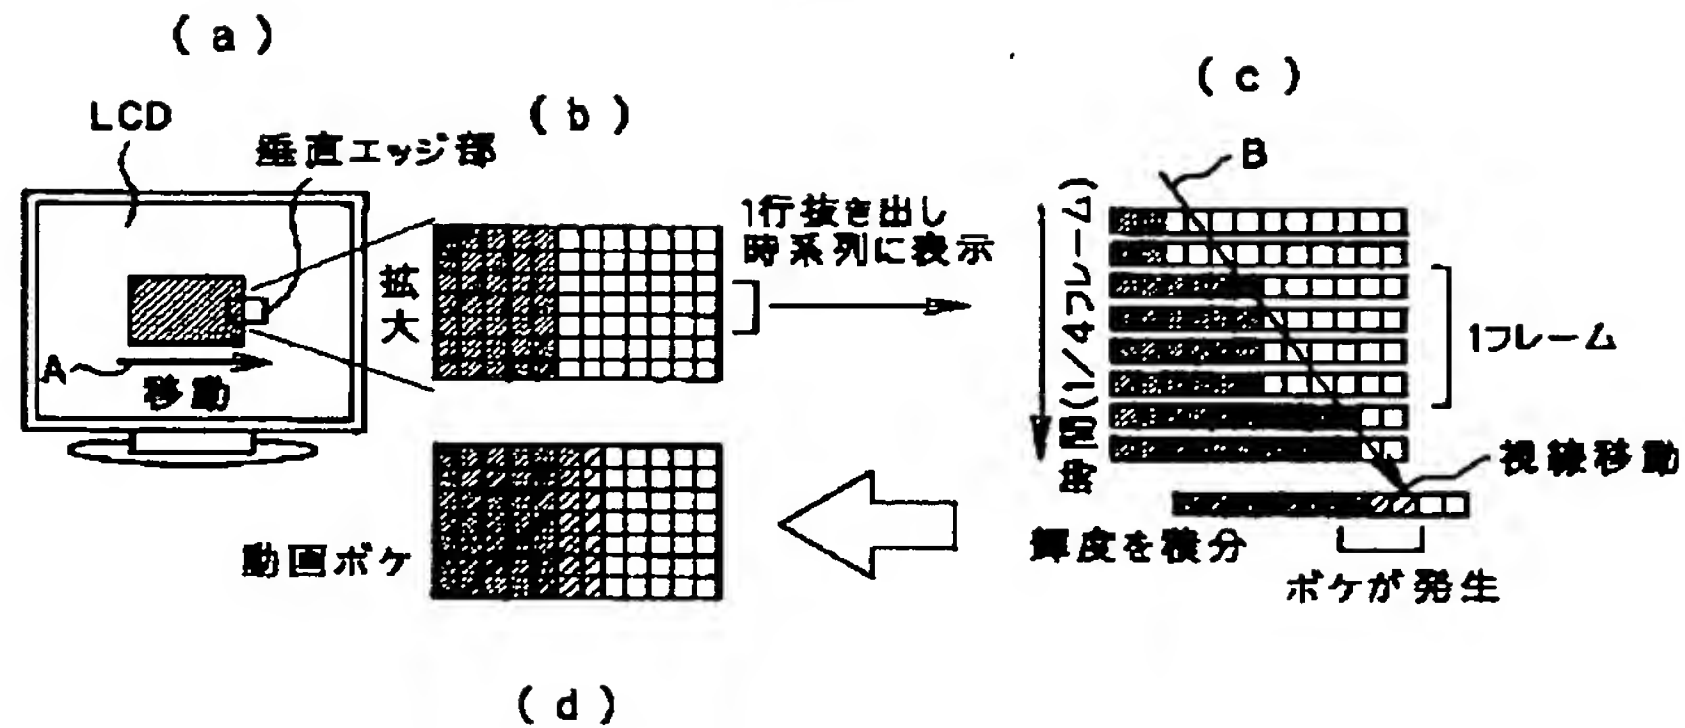 (a)
LCD
垂直エッジ部
A
移動
(b)
拡大
1行抜き出し
時系列に表示
(c)
B
時間(1/4フレーム)
1フレーム
視線移動
輝度を積分
ボケが発生
動画ボケ
(d)